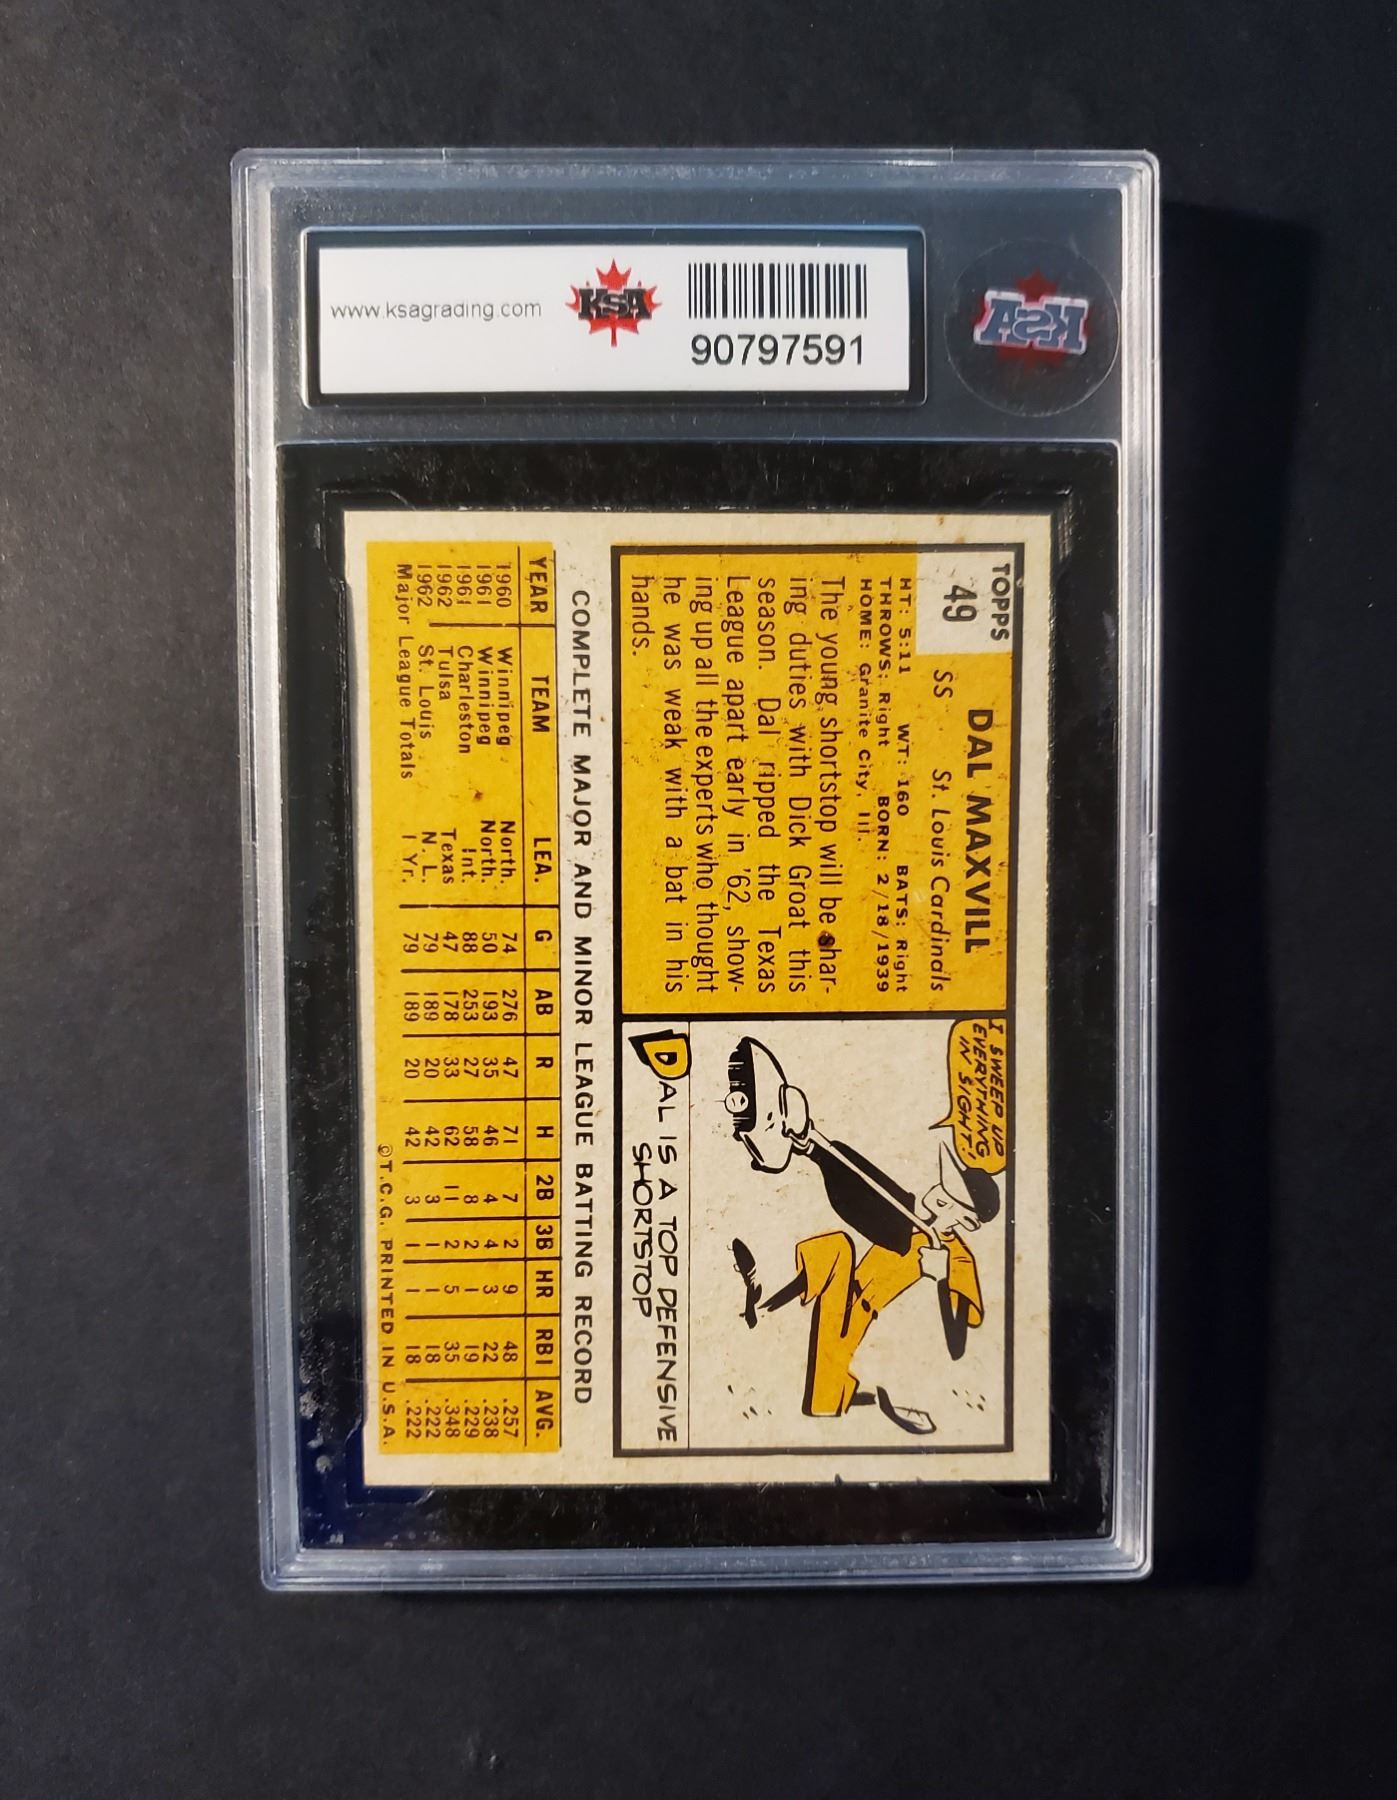 www.ksagrading.com
KSA
90797591
KSA
TOPPS
49
DAL MAXVILL
SS St. Louis Cardinals
HT: 5:11 WT: 160 BATS: Right
THROWS: Right BORN: 2/18/1939
HOME: Granite City, Ill.
The young shortstop will be shar-
ing duties with Dick Groat this
season. Dal ripped the Texas
League apart early in '62, show-
ing up all the experts who thought
he was weak with a bat in his
hands.
I SWEEP UP
EVERYTHING
IN SIGHT!
DAL IS A TOP DEFENSIVE
SHORTSTOP
COMPLETE MAJOR AND MINOR LEAGUE BATTING RECORD
YEAR TEAM LEA. G AB R H 2B 3B HR RBI AVG.
1960 Winnipeg North. 74 276 47 71 7 2 9 48 .257
1961 Winnipeg North. 50 193 35 46 4 4 3 22 .238
1961 Charleston Int. 88 253 27 58 8 2 1 19 .229
1962 Tulsa Texas 47 178 33 62 11 2 5 35 .348
1962 St. Louis N.L. 79 189 20 42 3 1 1 18 .222
Major League Totals 1 Yr. 79 189 20 42 3 1 1 18 .222
©T.C.G. PRINTED IN U.S.A.